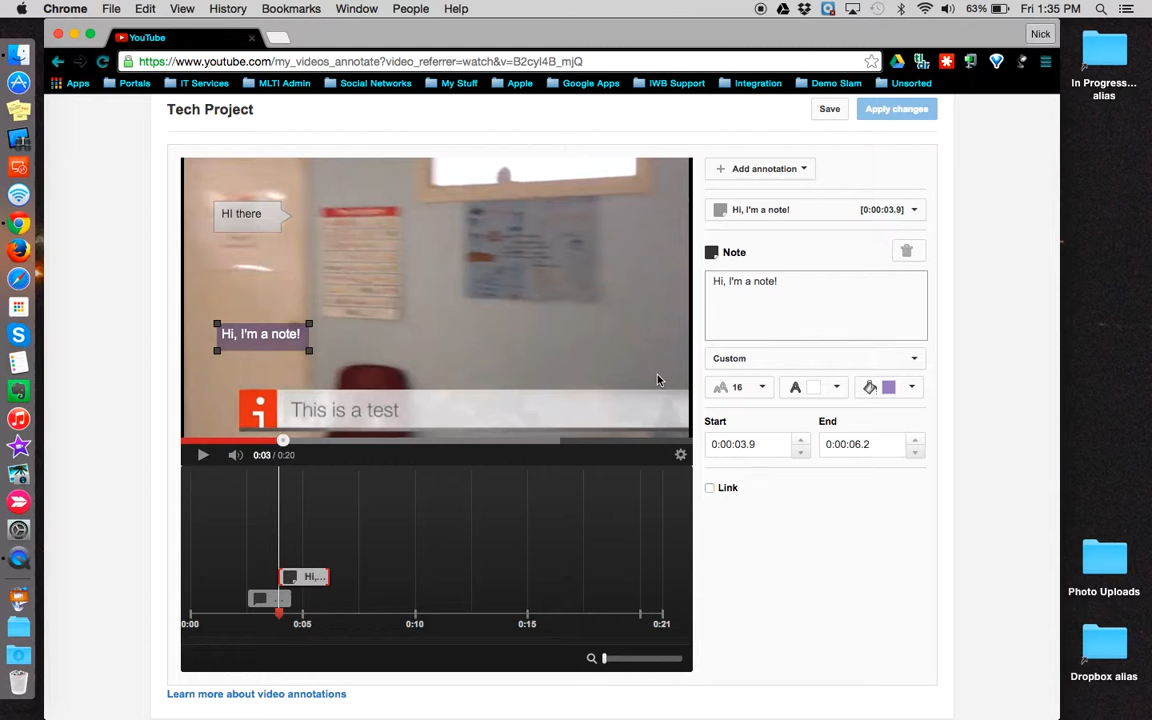 Chrome File Edit View History Bookmarks Window People Help 63% Fri 1:35 PM
YouTube Nick
https://www.youtube.com/my_videos_annotate?video_referrer=watch&v=B2cyI4B_mjQ
Apps Portals IT Services MLTI Admin Social Networks My Stuff Apple Google Apps IWB Support Integration Demo Slam Unsorted
In Progress... alias
Tech Project Save Apply changes
Add annotation
HI there
Hi, I'm a note! [0:00:03.9]
Note
Hi, I'm a note!
Hi, I'm a note!
Custom
16 A
This is a test
Start End
0:00:03.9 0:00:06.2
0:03 / 0:20
Link
Hi,...
...
0:00 0:05 0:10 0:15 0:21
Photo Uploads
Dropbox alias
Learn more about video annotations